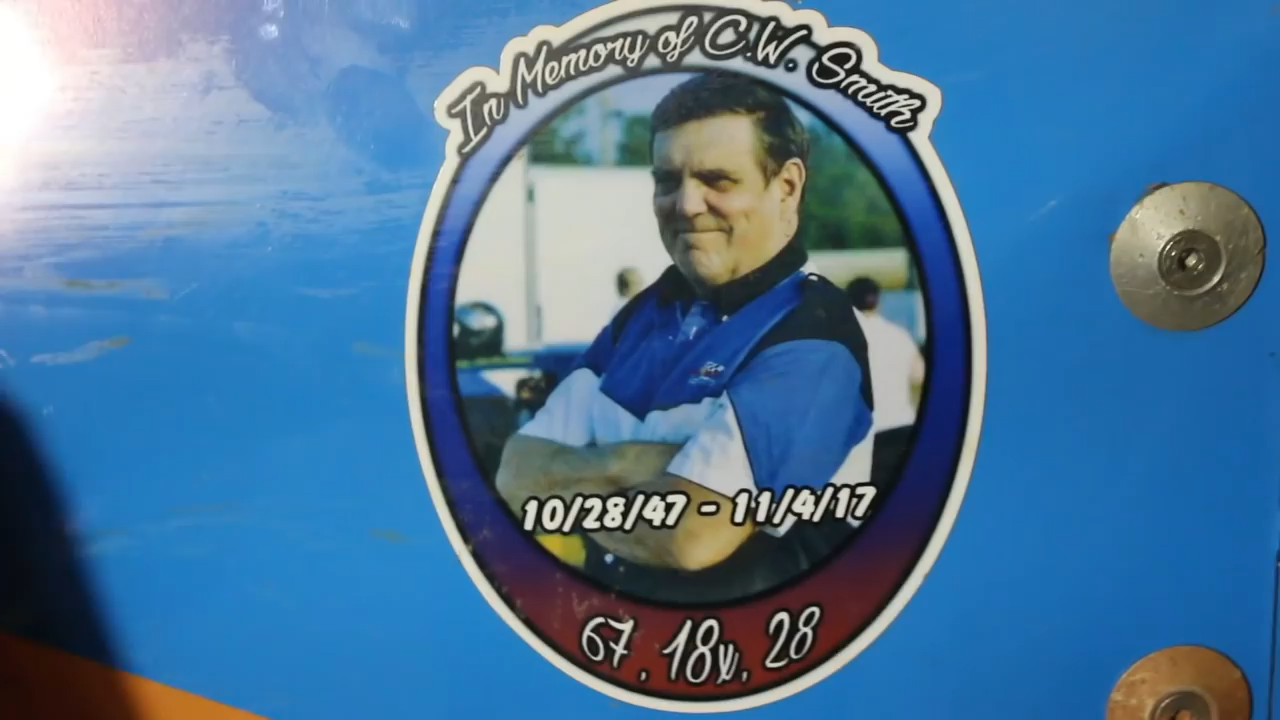 In Memory of C.W. Smith
10/28/47 - 11/4/17
67, 18x, 28